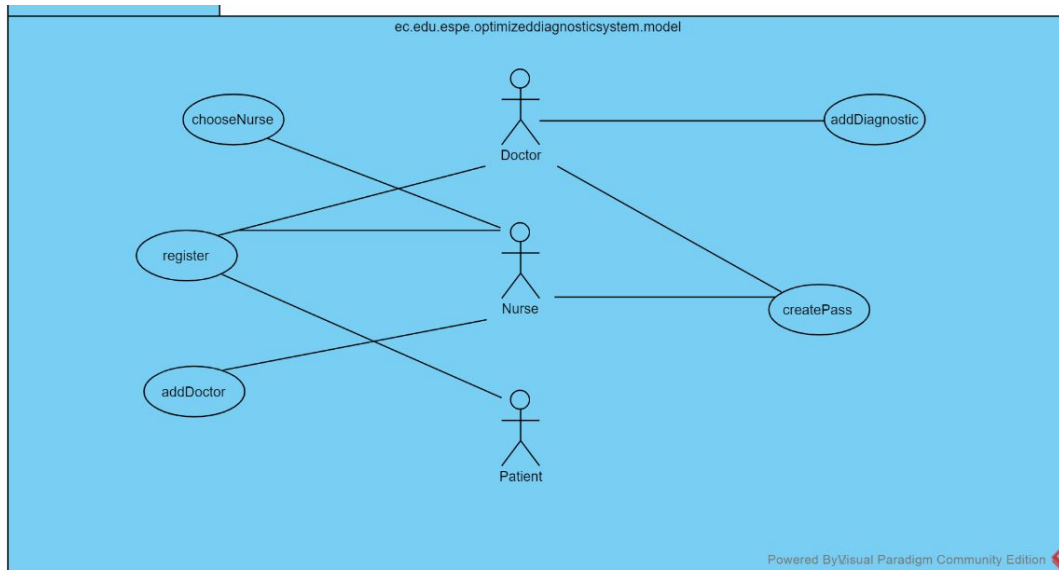 ec.edu.espe.optimizeddiagnosticsystem.model
chooseNurse
addDiagnostic
Doctor
register
Nurse
createPass
addDoctor
Patient
Powered ByVisual Paradigm Community Edition